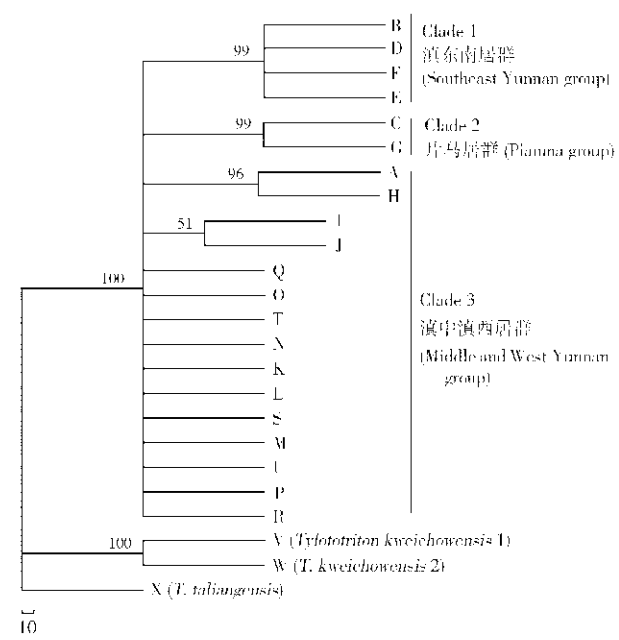 B
99
D
F
E
Clade 1
滇东南居群
(Southeast Yunnan group)
99
C
G
Clade 2
片马居群 (Pianma group)
96
A
H
51
I
J
100
Q
O
T
N
K
L
S
M
U
P
R
Clade 3
滇中滇西居群
(Middle and West Yunnan
group)
100
V (Tylototriton kweichowensis 1)
W (T. kweichowensis 2)
X (T. taliangensis)
10